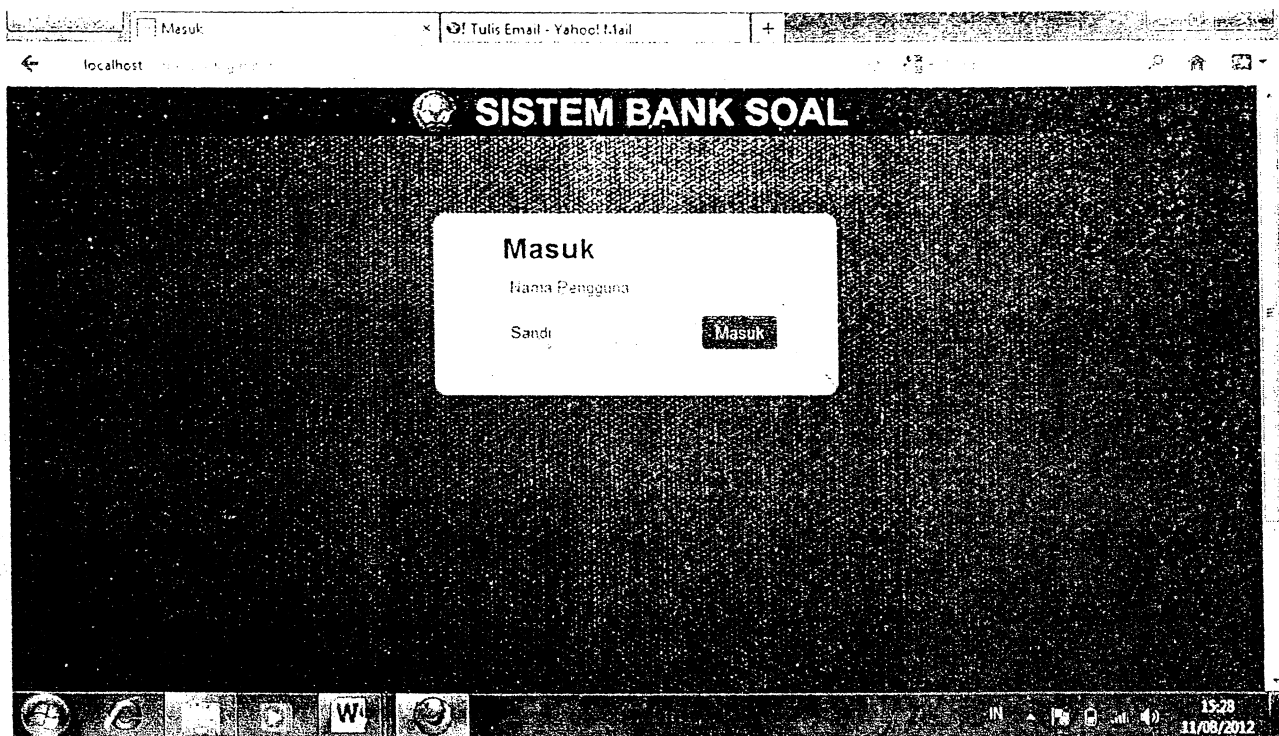 Masuk
Tulis Email - Yahoo! Mail
localhost
SISTEM BANK SOAL
Masuk
Nama Pengguna
Sandi
Masuk
IN
15:28
11/08/2012